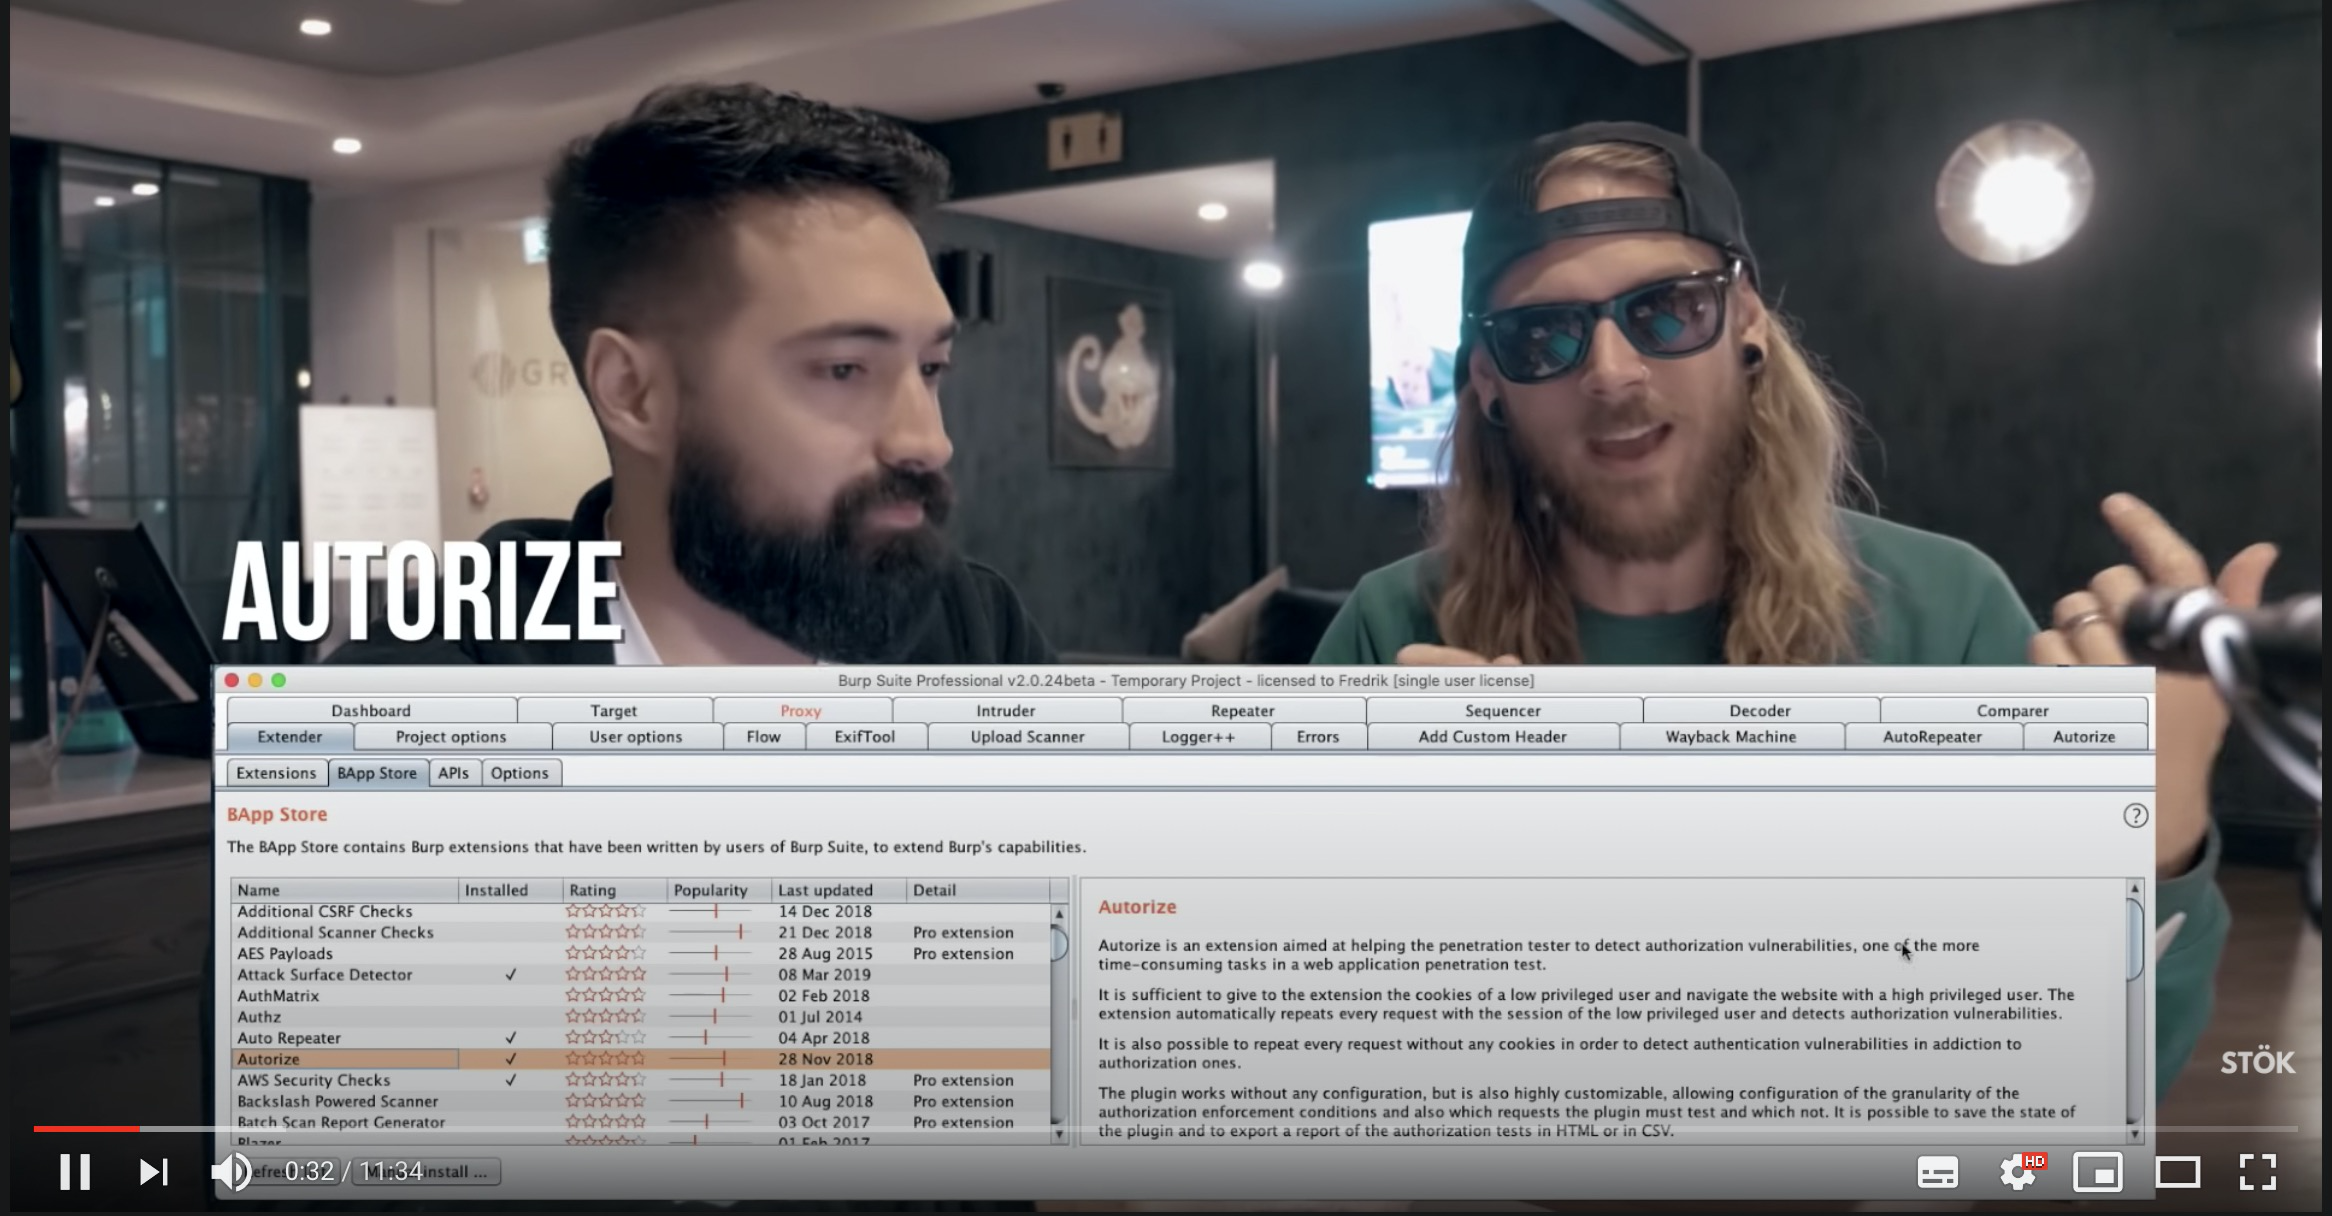 GR
AUTORIZE
Burp Suite Professional v2.0.24beta - Temporary Project - licensed to Fredrik [single user license]
Dashboard Target Proxy Intruder Repeater Sequencer Decoder Comparer
Extender Project options User options Flow ExifTool Upload Scanner Logger++ Errors Add Custom Header Wayback Machine AutoRepeater Autorize
Extensions BApp Store APIs Options
BApp Store
?
The BApp Store contains Burp extensions that have been written by users of Burp Suite, to extend Burp's capabilities.
Name Installed Rating Popularity Last updated Detail
Additional CSRF Checks 14 Dec 2018
Additional Scanner Checks 21 Dec 2018 Pro extension
AES Payloads 28 Aug 2015 Pro extension
Attack Surface Detector ✓ 08 Mar 2019
AuthMatrix 02 Feb 2018
Authz 01 Jul 2014
Auto Repeater ✓ 04 Apr 2018
Autorize ✓ 28 Nov 2018
AWS Security Checks ✓ 18 Jan 2018 Pro extension
Backslash Powered Scanner 10 Aug 2018 Pro extension
Batch Scan Report Generator 03 Oct 2017 Pro extension
Blazer 01 Feb 2017
Autorize
Autorize is an extension aimed at helping the penetration tester to detect authorization vulnerabilities, one of the more
time-consuming tasks in a web application penetration test.
It is sufficient to give to the extension the cookies of a low privileged user and navigate the website with a high privileged user. The
extension automatically repeats every request with the session of the low privileged user and detects authorization vulnerabilities.
It is also possible to repeat every request without any cookies in order to detect authentication vulnerabilities in addiction to
authorization ones.
The plugin works without any configuration, but is also highly customizable, allowing configuration of the granularity of the
authorization enforcement conditions and also which requests the plugin must test and which not. It is possible to save the state of
the plugin and to export a report of the authorization tests in HTML or in CSV.
STÖK
0:32 / 11:34
install ...
HD